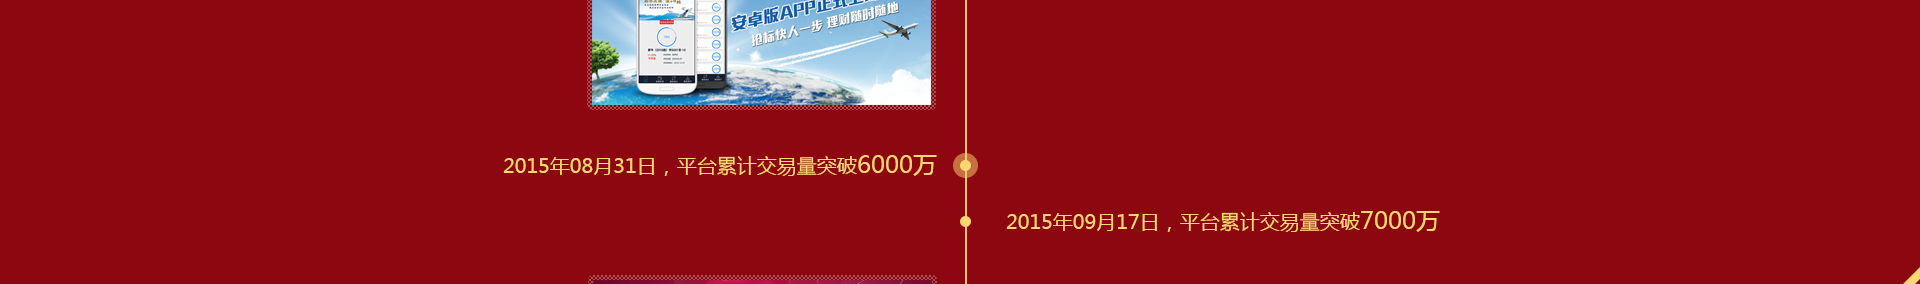 安卓版APP正式上
抢标快人一步 理财随时随地
2015年08月31日，平台累计交易量突破6000万
2015年09月17日，平台累计交易量突破7000万